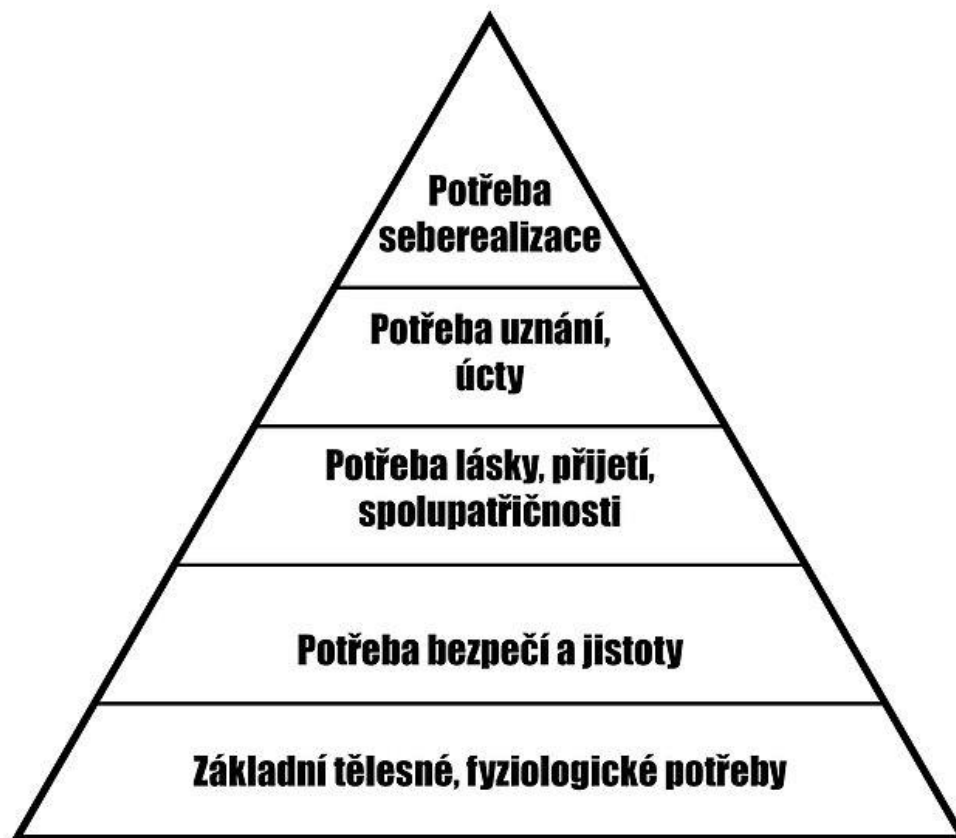 Potřeba
seberealizace
Potřeba uznání,
úcty
Potřeba lásky, přijetí,
spolupatřičnosti
Potřeba bezpečí a jistoty
Základní tělesné, fyziologické potřeby